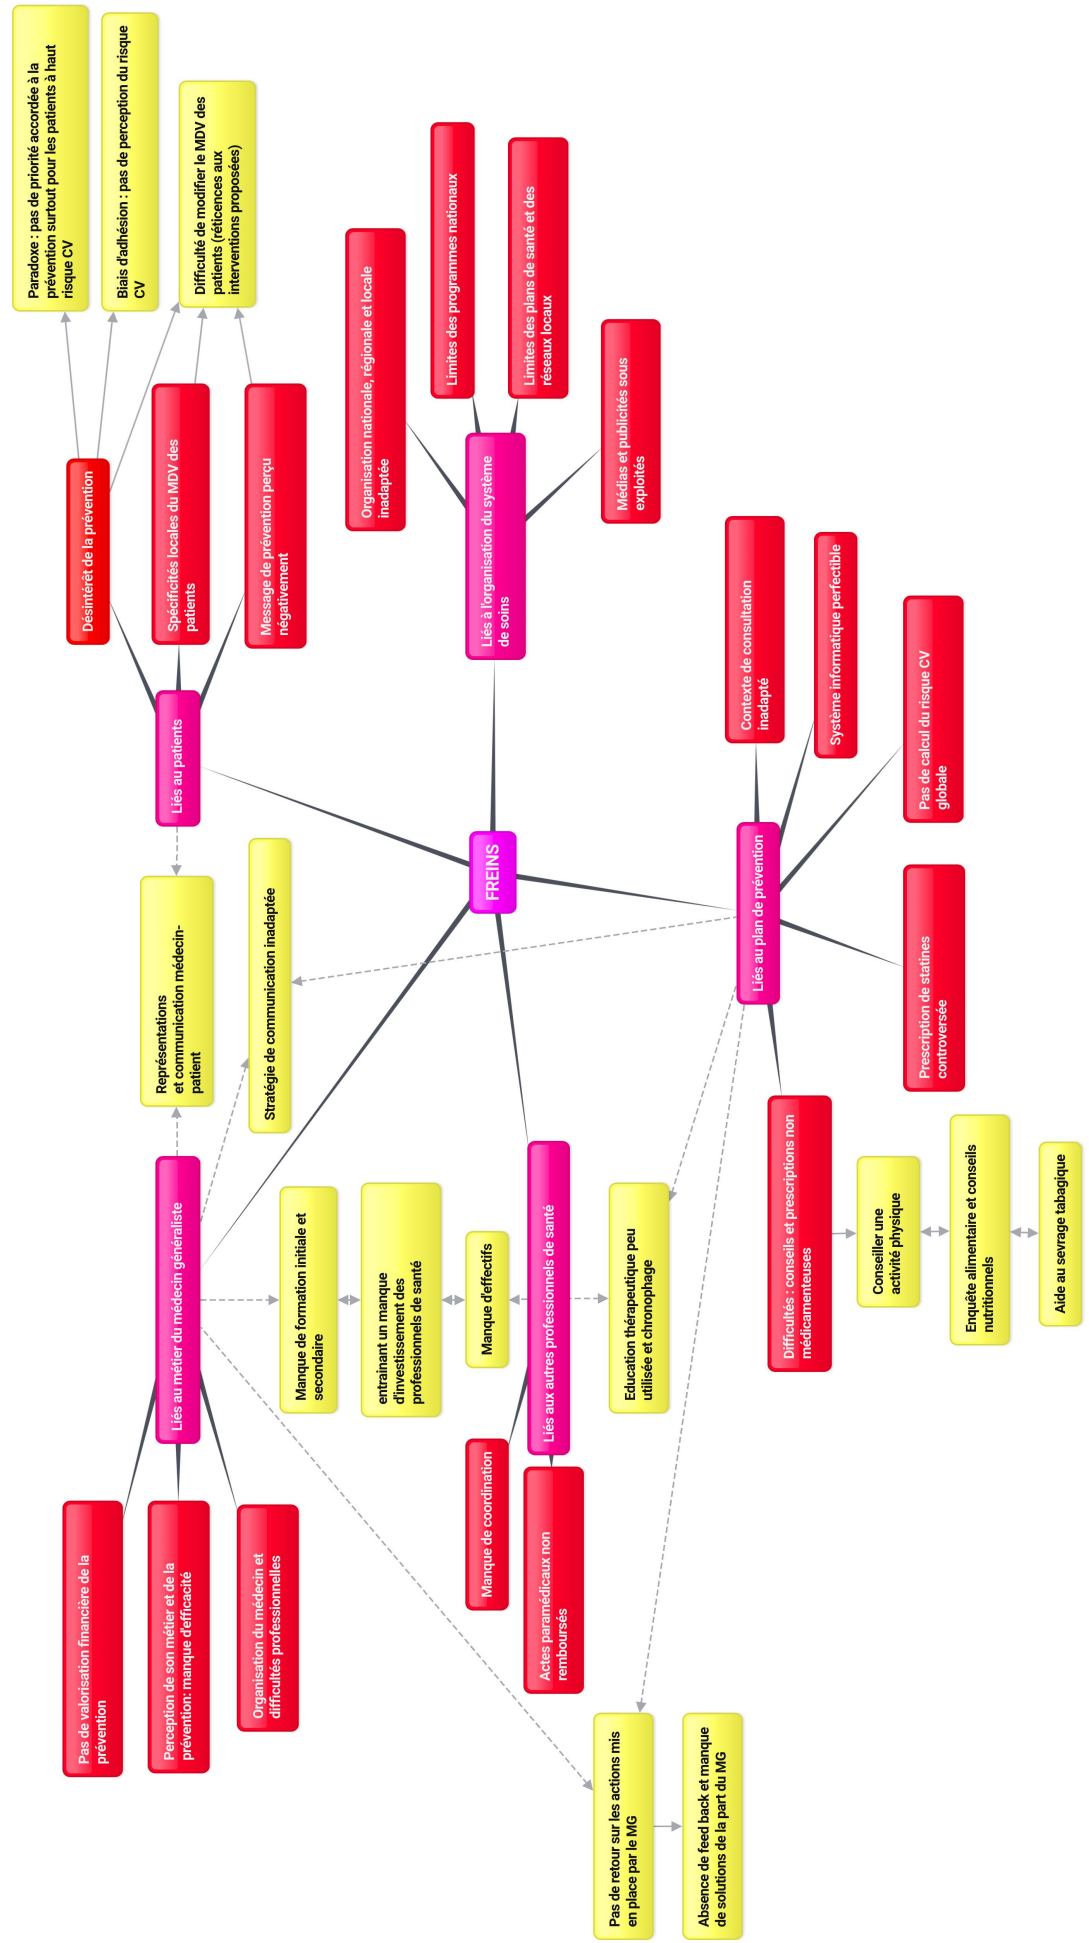 Pas de valorisation financière de la
prévention
Perception de son métier et de la
prévention: manque d'efficacité
Organisation du médecin et
difficultés professionnelles
Liés au métier du médecin généraliste
Représentations
et communication médecin-
patient
Stratégie de communication inadaptée
Liés au patients
Désintérêt de la prévention
Spécificités locales du MDV des
patients
Message de prévention perçu
négativement
Paradoxe : pas de priorité accordée à la
prévention surtout pour les patients à haut
risque CV
Biais d'adhésion : pas de perception du risque
CV
Difficulté de modifier le MDV des
patients (réticences aux
interventions proposées)
Manque de formation initiale et
secondaire
entrainant un manque
d'investissement des
professionnels de santé
Manque d'effectifs
Manque de coordination
Actes paramédicaux non
remboursés
Liés aux autres professionnels de santé
Education thérapeutique peu
utilisée et chronophage
FREINS
Liés à l'organisation du système
de soins
Organisation nationale, régionale et locale
inadaptée
Limites des programmes nationaux
Limites des plans de santé et des
réseaux locaux
Médias et publicités sous
exploités
Pas de retour sur les actions mis
en place par le MG
Absence de feed back et manque
de solutions de la part du MG
Liés au plan de prévention
Contexte de consultation
inadapté
Système informatique perfectible
Pas de calcul du risque CV
globale
Prescription de statines
controversée
Difficultés : conseils et prescriptions non
médicamenteuses
Conseiller une
activité physique
Enquête alimentaire et conseils
nutritionnels
Aide au sevrage tabagique